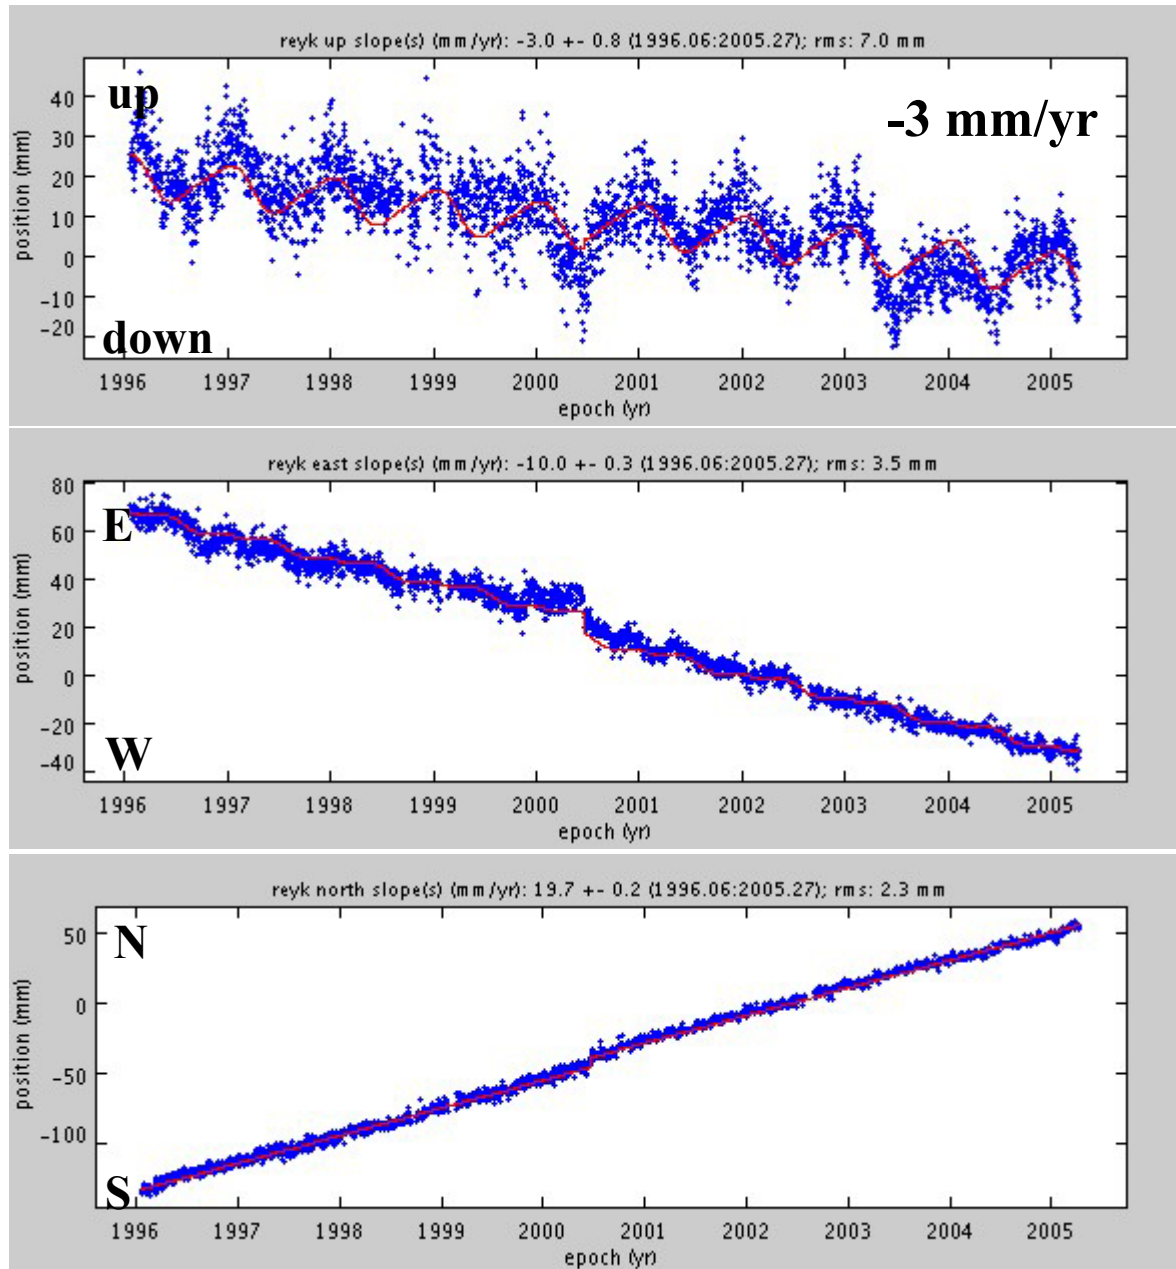 reyk up slope(s) (mm/yr): -3.0 +- 0.8 (1996.06:2005.27); rms: 7.0 mm
up
-3 mm/yr
40
30
20
10
0
-10
-20
position (mm)
down
1996 1997 1998 1999 2000 2001 2002 2003 2004 2005
epoch (yr)
reyk east slope(s) (mm/yr): -10.0 +- 0.3 (1996.06:2005.27); rms: 3.5 mm
80
E
60
40
20
0
-20
-40
position (mm)
W
1996 1997 1998 1999 2000 2001 2002 2003 2004 2005
epoch (yr)
reyk north slope(s) (mm/yr): 19.7 +- 0.2 (1996.06:2005.27); rms: 2.3 mm
N
50
0
-50
-100
position (mm)
S
1996 1997 1998 1999 2000 2001 2002 2003 2004 2005
epoch (yr)